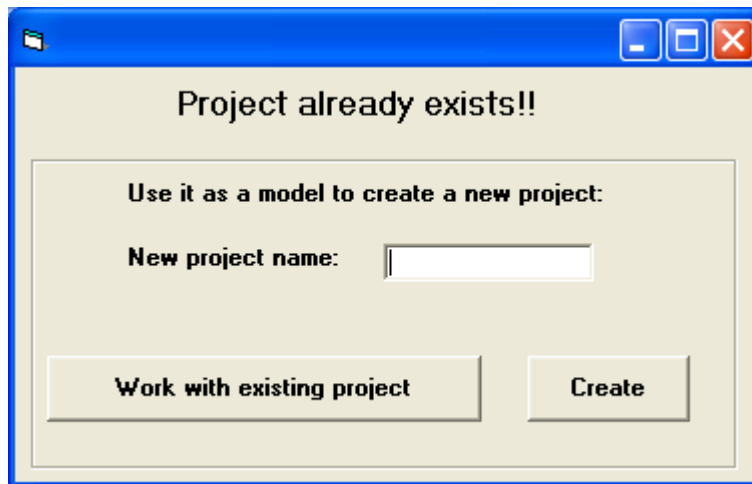 Project already exists!!
Use it as a model to create a new project:
New project name:
Work with existing project
Create